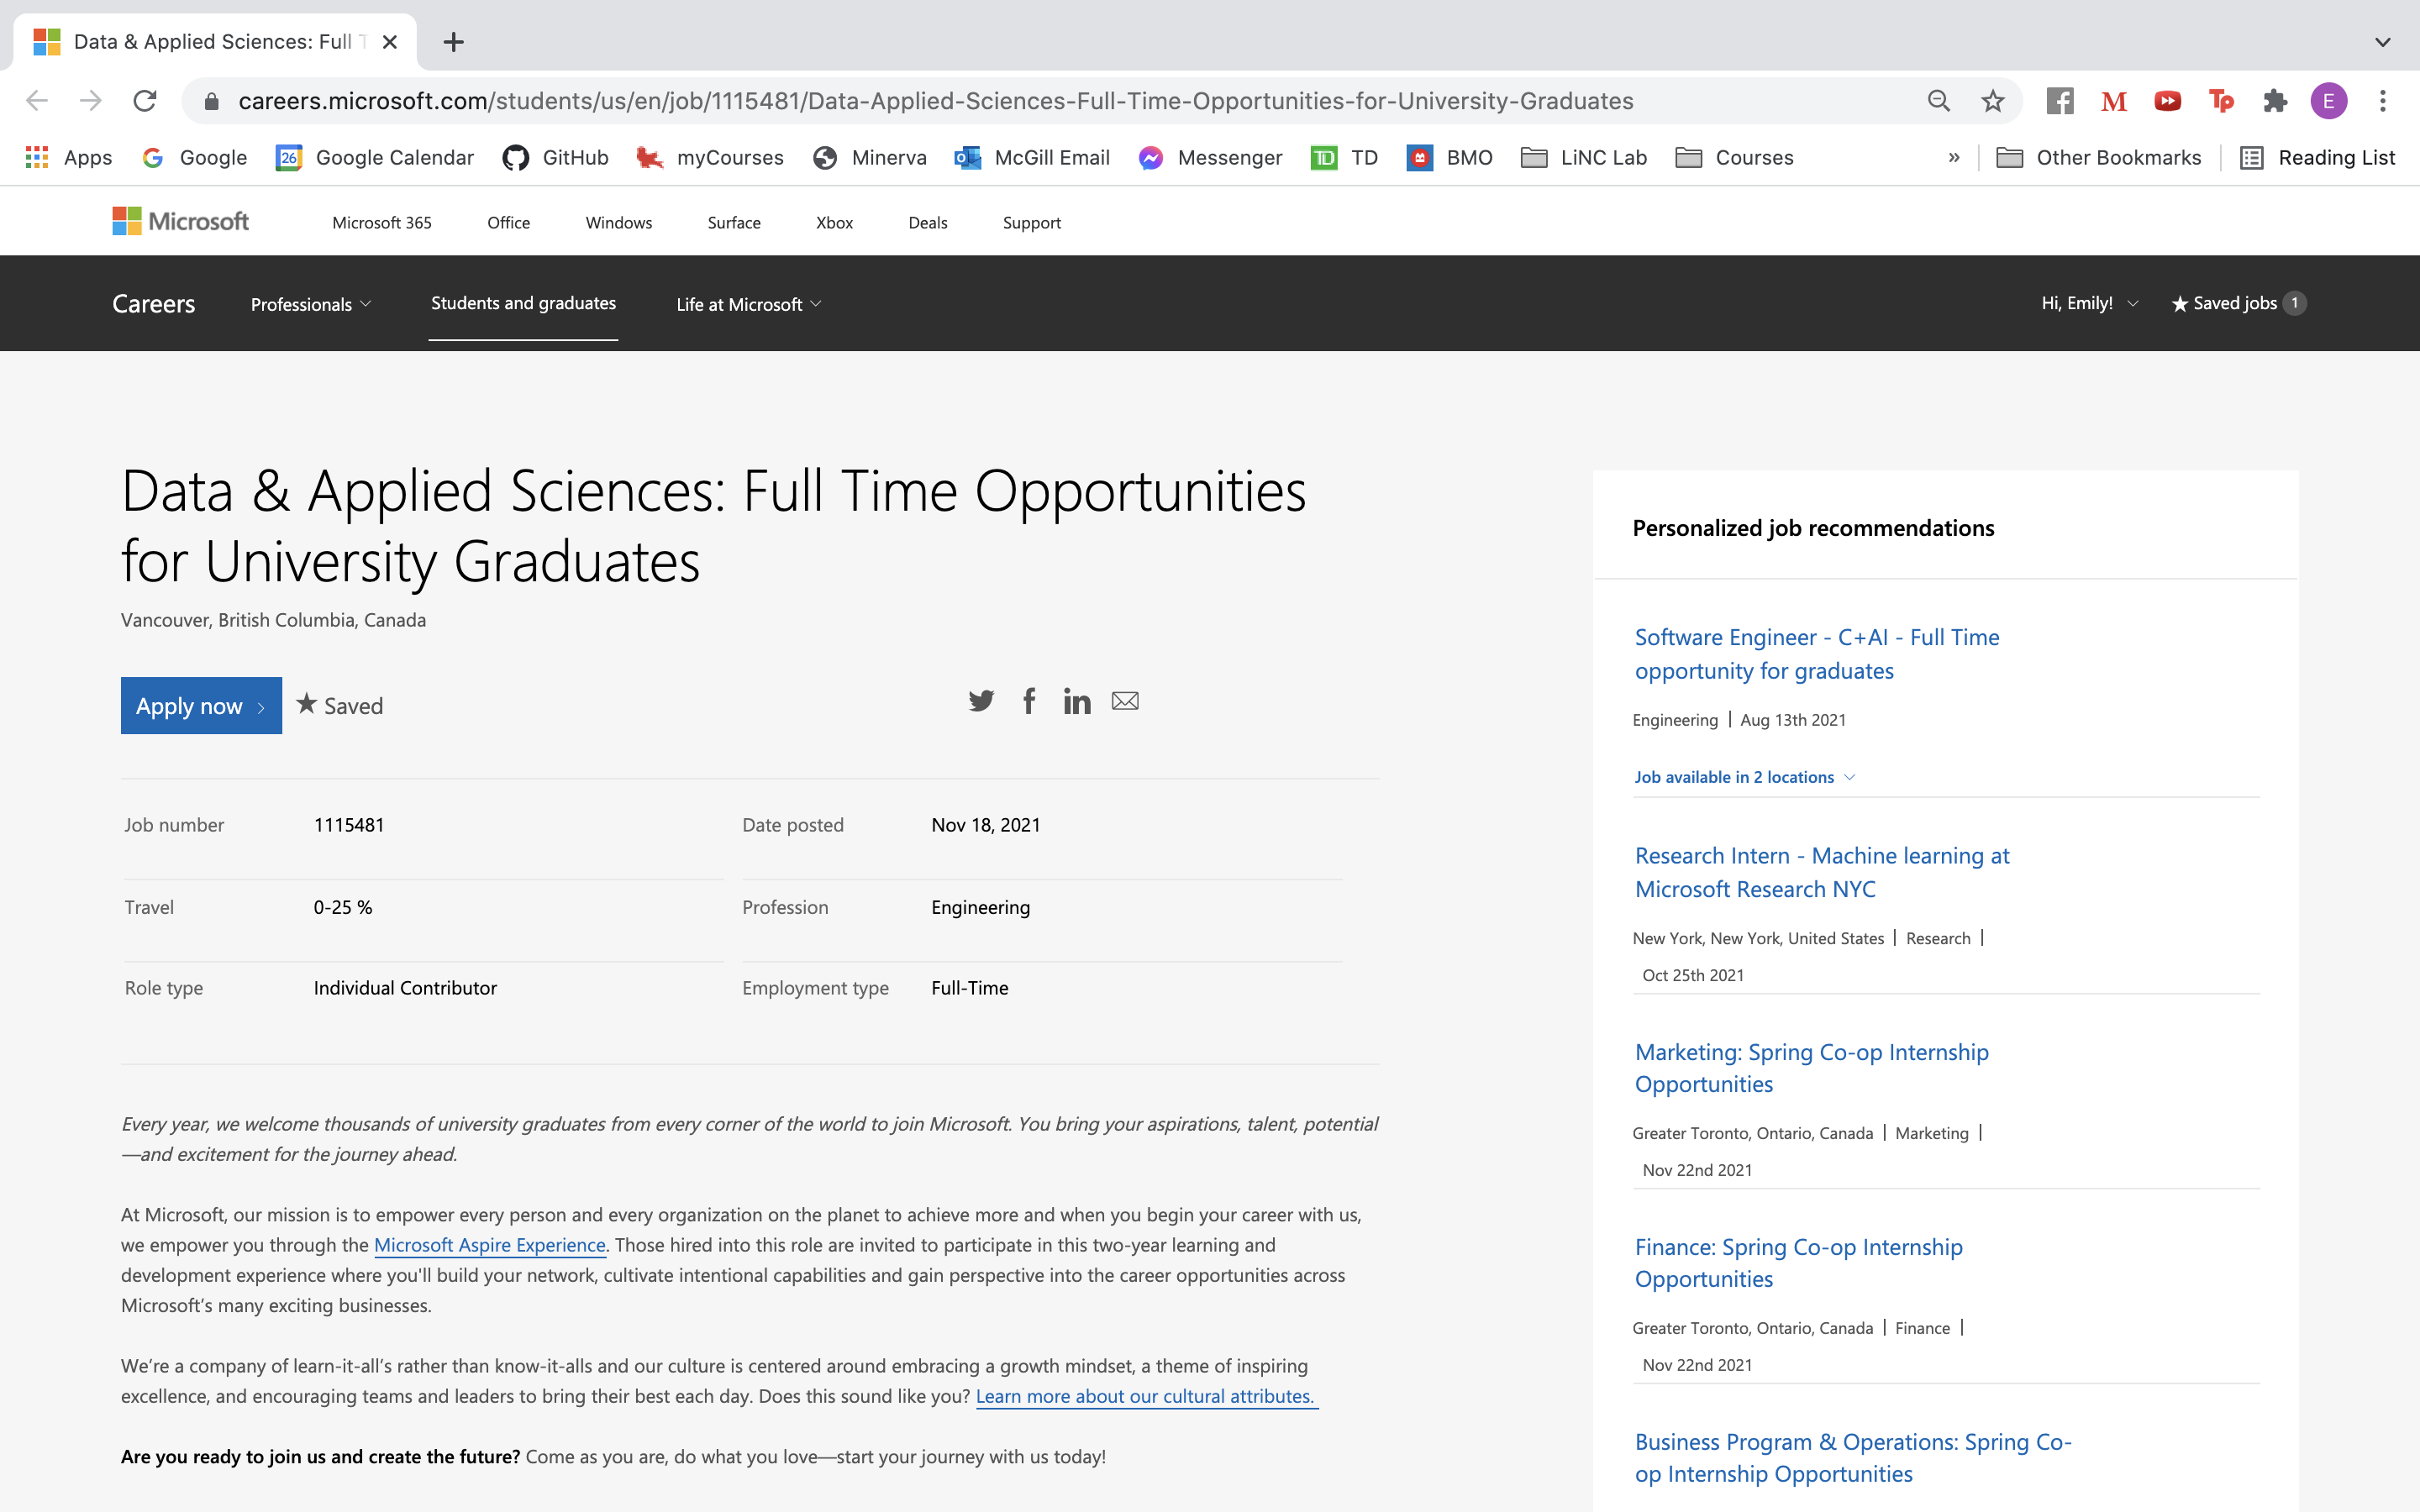 Data & Applied Sciences: Full T
careers.microsoft.com/students/us/en/job/1115481/Data-Applied-Sciences-Full-Time-Opportunities-for-University-Graduates
E
Apps Google 26 Google Calendar GitHub myCourses Minerva McGill Email Messenger TD TD BMO LiNC Lab Courses » Other Bookmarks Reading List
Microsoft Microsoft 365 Office Windows Surface Xbox Deals Support
Careers Professionals Students and graduates Life at Microsoft Hi, Emily! Saved jobs 1
Data & Applied Sciences: Full Time Opportunities
for University Graduates
Vancouver, British Columbia, Canada
Apply now Saved
Job number 1115481 Date posted Nov 18, 2021
Travel 0-25 % Profession Engineering
Role type Individual Contributor Employment type Full-Time
Every year, we welcome thousands of university graduates from every corner of the world to join Microsoft. You bring your aspirations, talent, potential
—and excitement for the journey ahead.
At Microsoft, our mission is to empower every person and every organization on the planet to achieve more and when you begin your career with us,
we empower you through the Microsoft Aspire Experience. Those hired into this role are invited to participate in this two-year learning and
development experience where you'll build your network, cultivate intentional capabilities and gain perspective into the career opportunities across
Microsoft’s many exciting businesses.
We’re a company of learn-it-all’s rather than know-it-alls and our culture is centered around embracing a growth mindset, a theme of inspiring
excellence, and encouraging teams and leaders to bring their best each day. Does this sound like you? Learn more about our cultural attributes.
Are you ready to join us and create the future? Come as you are, do what you love—start your journey with us today!
Personalized job recommendations
Software Engineer - C+AI - Full Time
opportunity for graduates
Engineering | Aug 13th 2021
Job available in 2 locations
Research Intern - Machine learning at
Microsoft Research NYC
New York, New York, United States | Research |
Oct 25th 2021
Marketing: Spring Co-op Internship
Opportunities
Greater Toronto, Ontario, Canada | Marketing |
Nov 22nd 2021
Finance: Spring Co-op Internship
Opportunities
Greater Toronto, Ontario, Canada | Finance |
Nov 22nd 2021
Business Program & Operations: Spring Co-
op Internship Opportunities